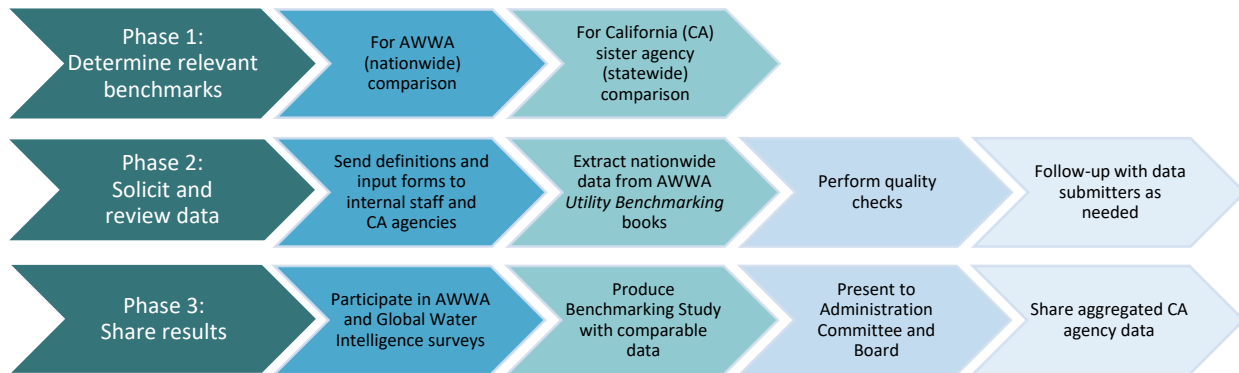 Phase 1:
Determine relevant
benchmarks
For AWWA
(nationwide)
comparison
For California (CA)
sister agency
(statewide)
comparison
Phase 2:
Solicit and
review data
Send definitions and
input forms to
internal staff and
CA agencies
Extract nationwide
data from AWWA
Utility Benchmarking
books
Perform quality
checks
Follow-up with data
submitters as
needed
Phase 3:
Share results
Participate in AWWA
and Global Water
Intelligence surveys
Produce
Benchmarking Study
with comparable
data
Present to
Administration
Committee and
Board
Share aggregated CA
agency data